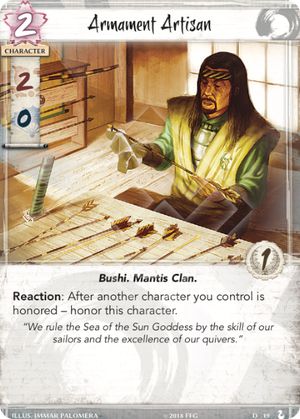 2
Armament Artisan
CHARACTER
2
0
1
Bushi. Mantis Clan.
Reaction: After another character you control is
honored – honor this character.
"We rule the Sea of the Sun Goddess by the skill of our
sailors and the excellence of our quivers."
ILLUS: IMMAR PALOMERA
© 2018 FFG